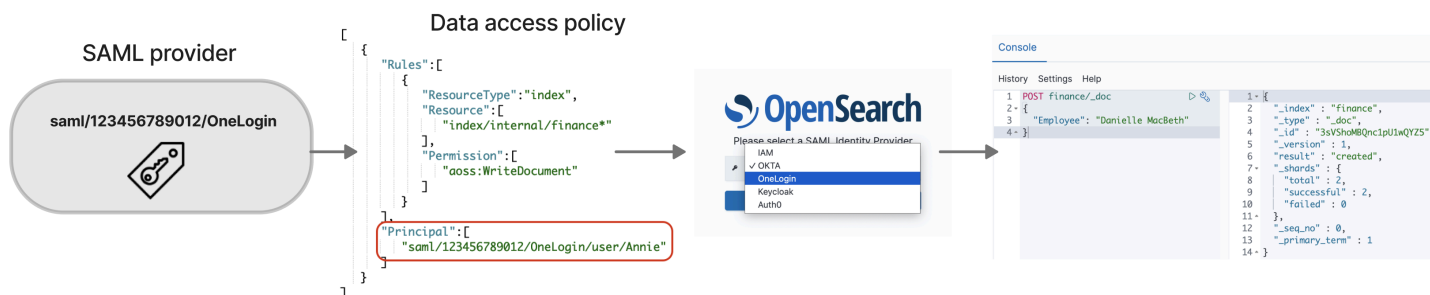 SAML provider
saml/123456789012/OneLogin
Data access policy
[
{
"Rules":[
{
"ResourceType":"index",
"Resource":[
"index/internal/finance*"
],
"Permission":[
"aoss:WriteDocument"
]
}
],
"Principal":[
"saml/123456789012/OneLogin/user/Annie"
]
}
]
OpenSearch
Please select a SAML Identity Provider
IAM
✓ OKTA
OneLogin
Keycloak
Auth0
Console
History Settings Help
1 POST finance/_doc
2 {
3 "Employee": "Danielle MacBeth"
4 }
1 {
2 "_index" : "finance",
3 "_type" : "_doc",
4 "_id" : "3sVShoMBQnc1pU1wQYZ5"
5 "_version" : 1,
6 "result" : "created",
7 "_shards" : {
8 "total" : 2,
9 "successful" : 2,
10 "failed" : 0
11 },
12 "_seq_no" : 0,
13 "_primary_term" : 1
14 }